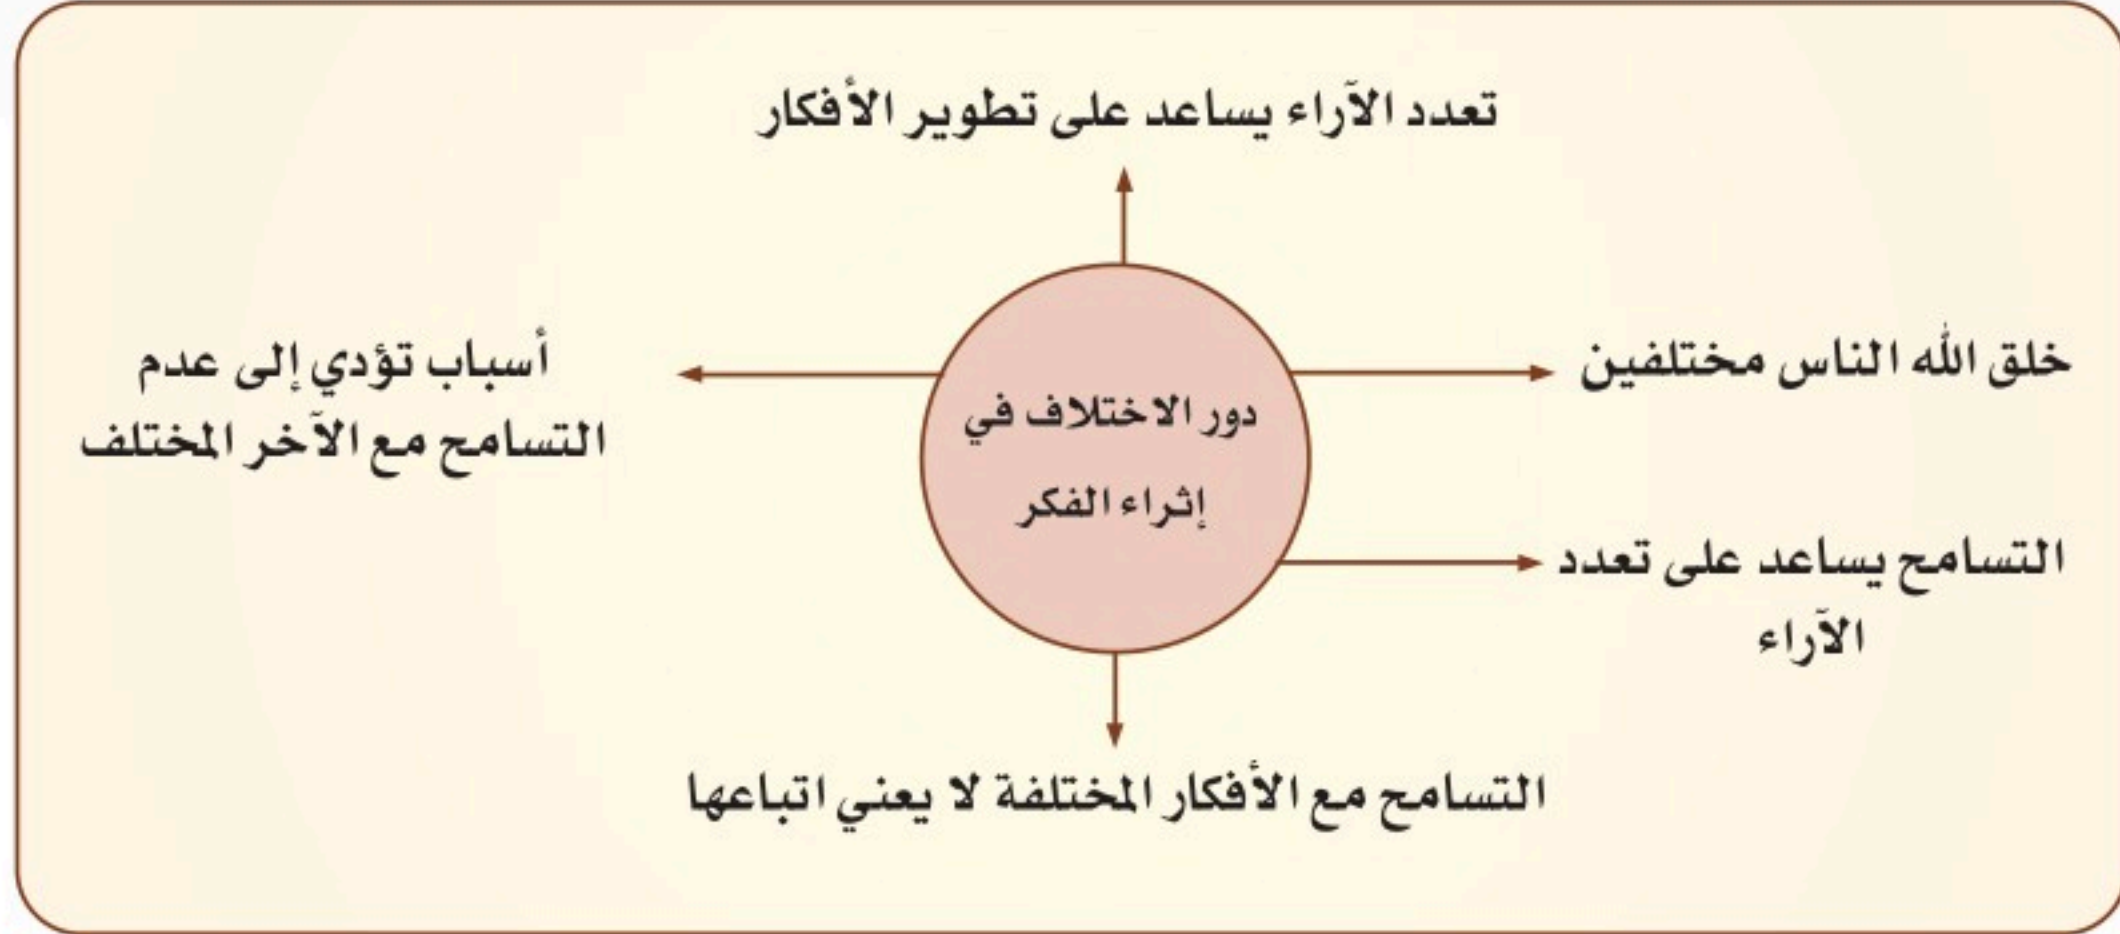 تعدد الآراء يساعد على تطوير الأفكار
خلق الله الناس مختلفين
دور الاختلاف في
إثراء الفكر
أسباب تؤدي إلى عدم
التسامح مع الآخر المختلف
التسامح يساعد على تعدد
الآراء
التسامح مع الأفكار المختلفة لا يعني اتباعها